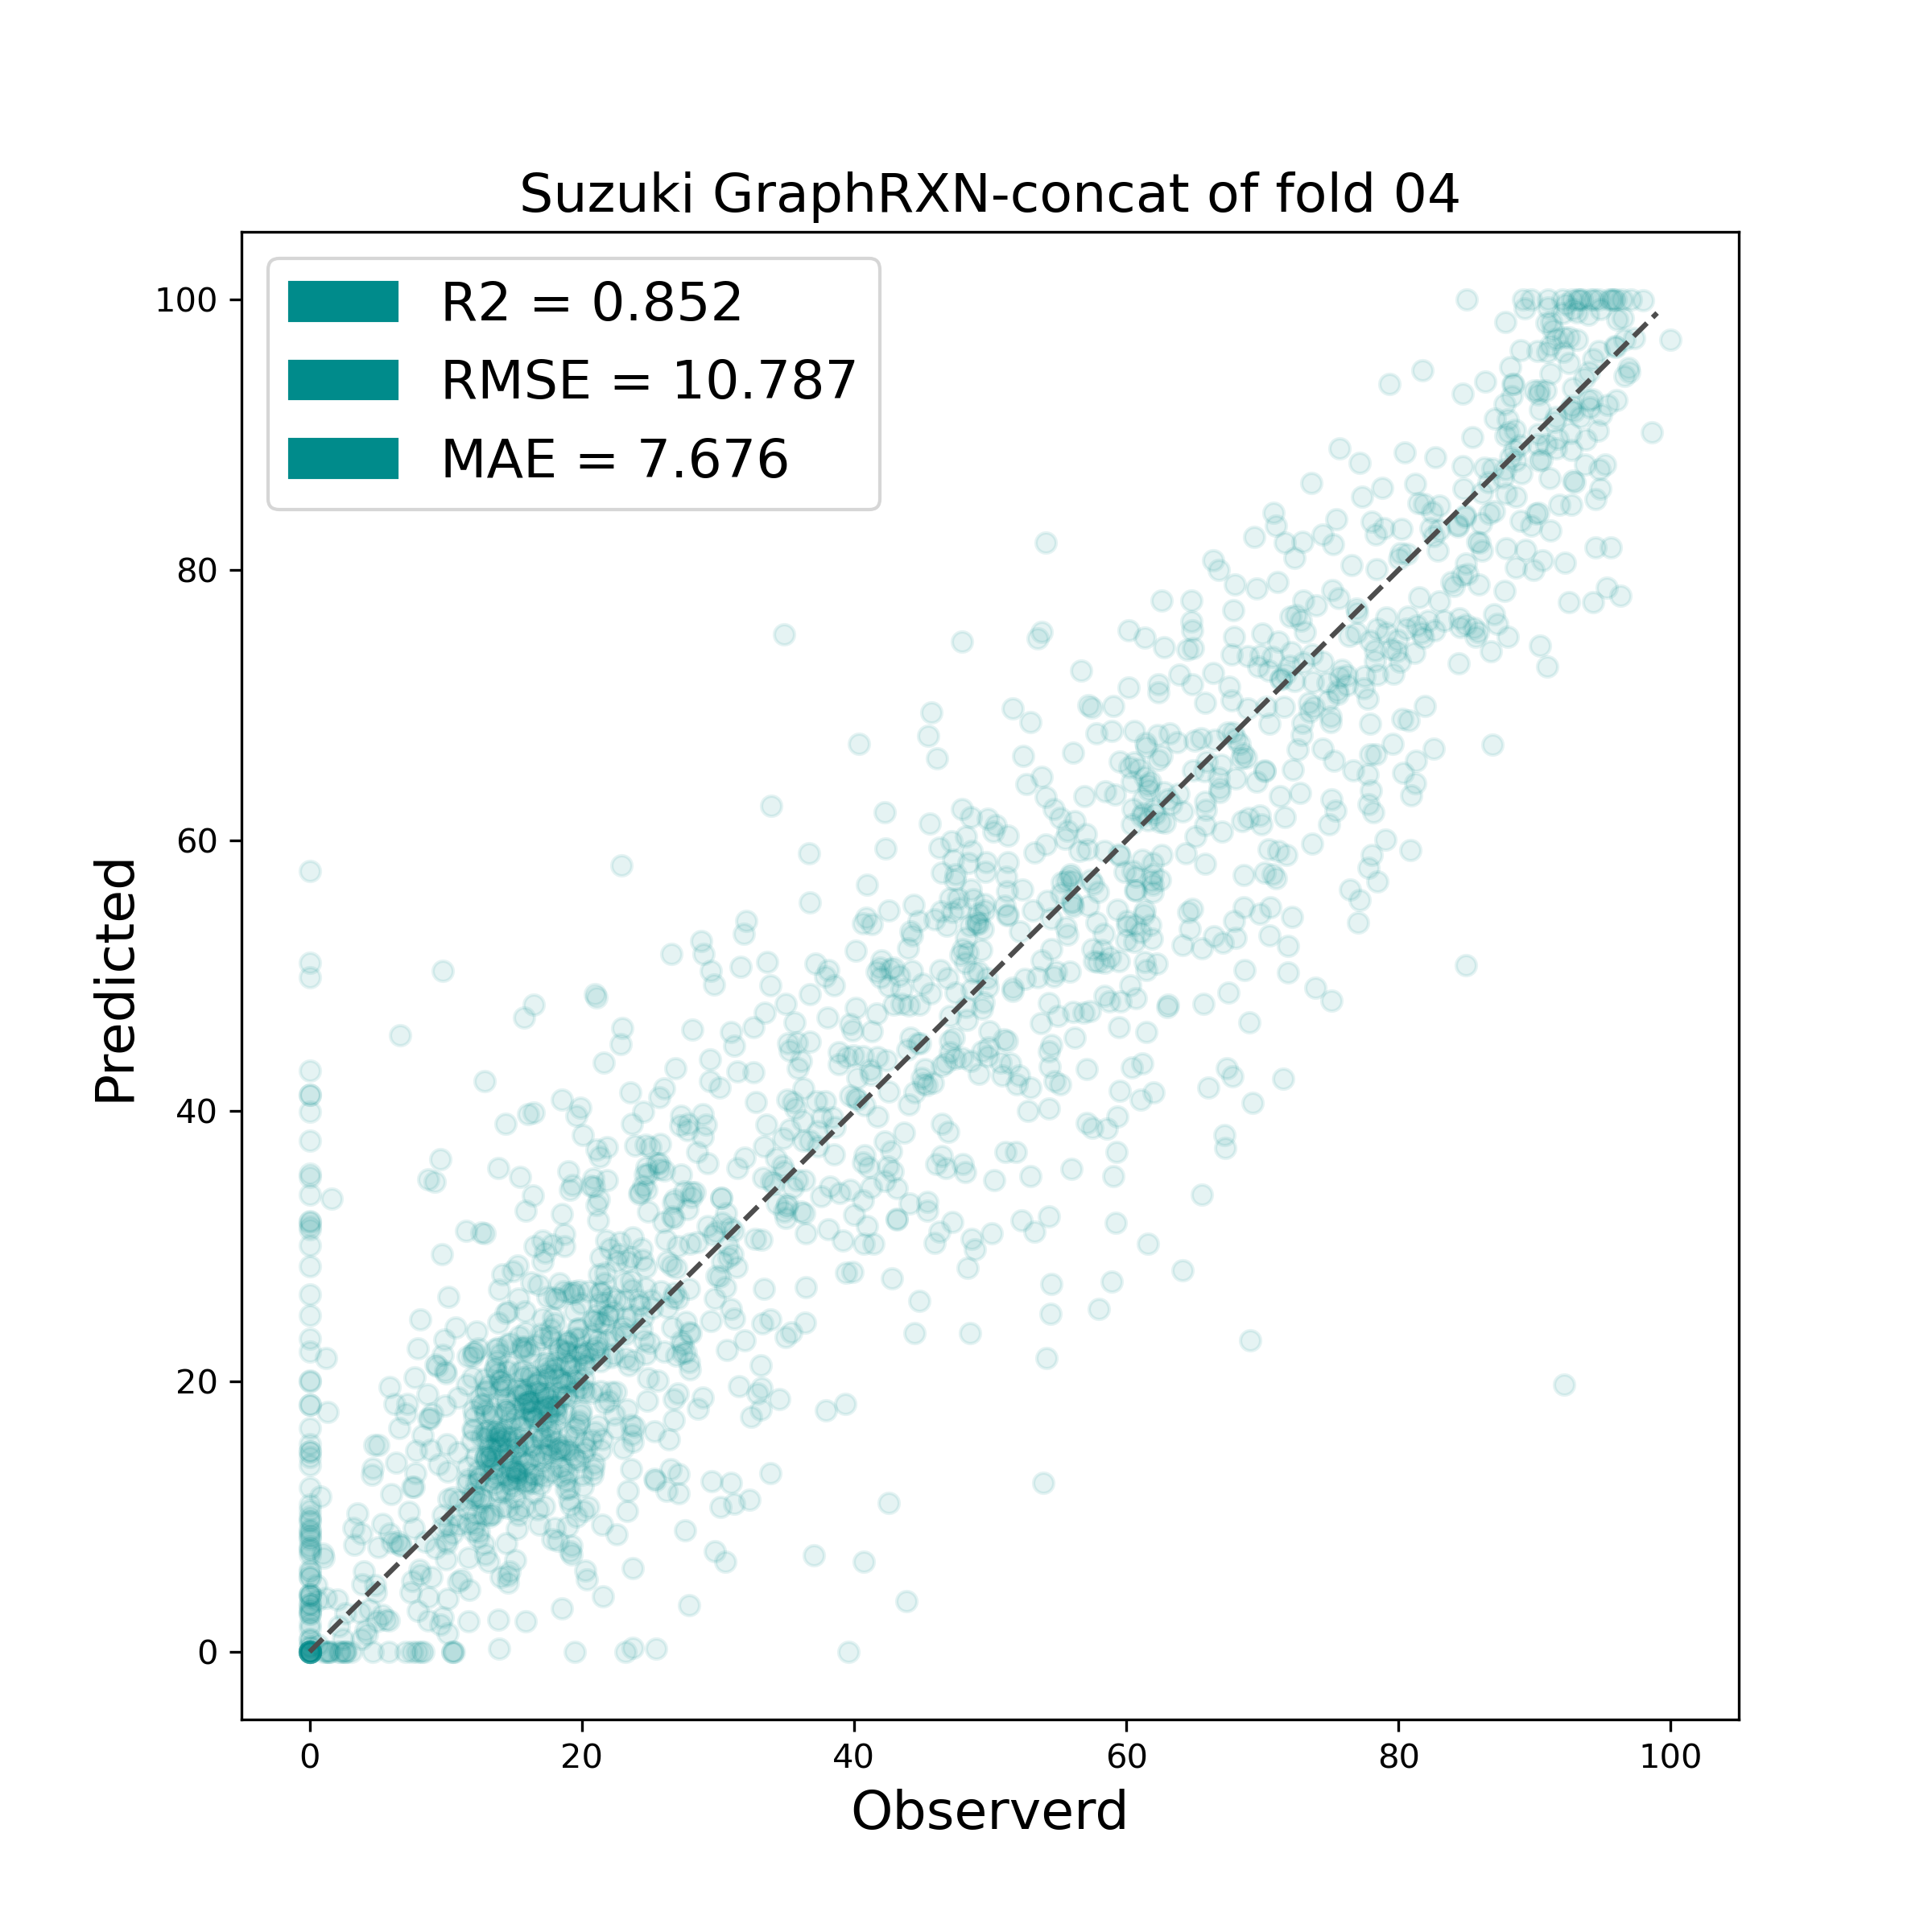 Suzuki GraphRXN-concat of fold 04
R2 = 0.852
RMSE = 10.787
MAE = 7.676
100
80
60
40
20
0
Predicted
0 20 40 60 80 100
Observerd